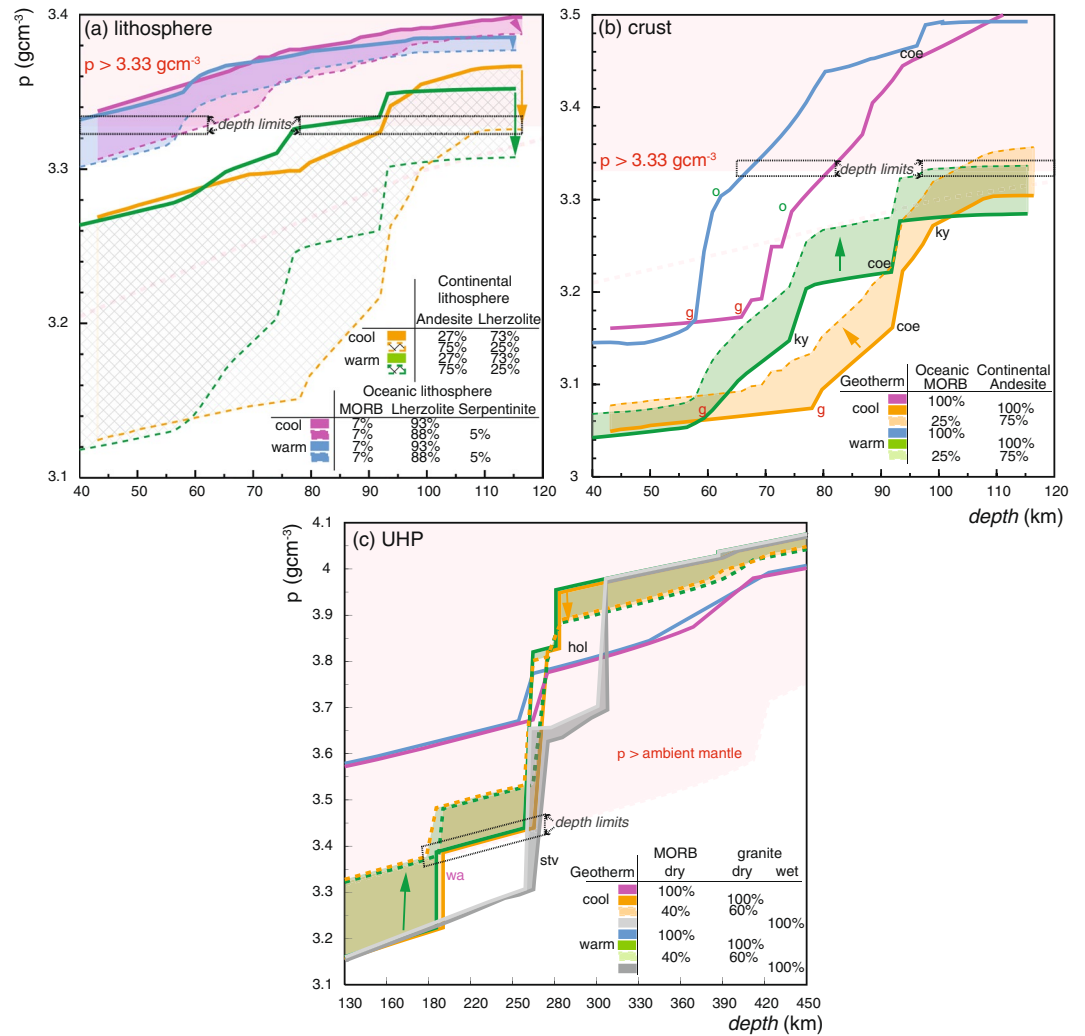 (a) lithosphere
p (gcm-3)
3.4
3.3
3.2
3.1
p > 3.33 gcm-3
depth limits
Continental
lithosphere
Andesite Lherzolite
cool 27% 73%
75% 25%
warm 27% 73%
75% 25%
Oceanic lithosphere
MORB Lherzolite Serpentinite
cool 7% 93%
7% 88% 5%
warm 7% 93%
7% 88% 5%
40 50 60 70 80 90 100 110 120
(b) crust
p (gcm-3)
3.5
3.4
3.3
3.2
3.1
3
coe
p > 3.33 gcm-3
depth limits
o
o
ky
coe
g
g
coe
ky
g
g
Geotherm Oceanic MORB Continental Andesite
cool 100%
100%
25% 75%
warm 100%
100%
25% 75%
40 50 60 70 80 90 100 110 120
depth (km)
(c) UHP
p (gcm-3)
4.1
4
3.9
3.8
3.7
3.6
3.5
3.4
3.3
3.2
3.1
hol
p > ambient mantle
depth limits
stv
wa
MORB granite
Geotherm dry dry wet
cool 100%
100%
40% 60%
100%
warm 100%
100%
40% 60%
100%
130 160 180 220 260 290 300 330 360 390 420 450
depth (km)